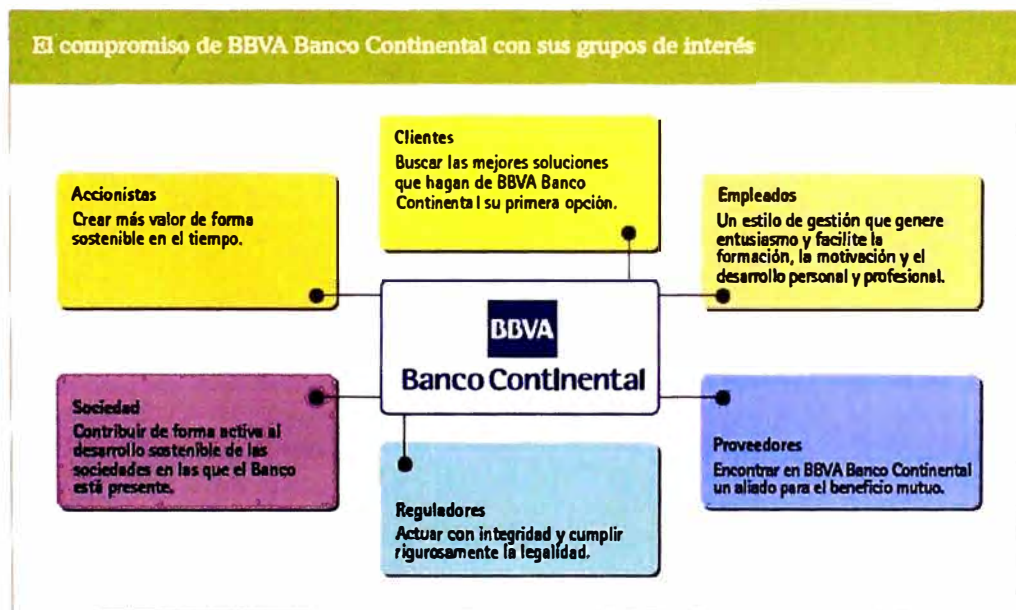 El compromiso de BBVA Banco Continental con sus grupos de interés
Clientes
Buscar las mejores soluciones
que hagan de BBVA Banco
Continental su primera opción.
Accionistas
Crear más valor de forma
sostenible en el tiempo.
Empleados
Un estilo de gestión que genere
entusiasmo y facilite la
formación, la motivación y el
desarrollo personal y profesional.
BBVA
Banco Continental
Sociedad
Contribuir de forma activa al
desarrollo sostenible de las
sociedades en las que el Banco
está presente.
Proveedores
Encontrar en BBVA Banco Continental
un aliado para el beneficio mutuo.
Reguladores
Actuar con integridad y cumplir
rigurosamente la legalidad.